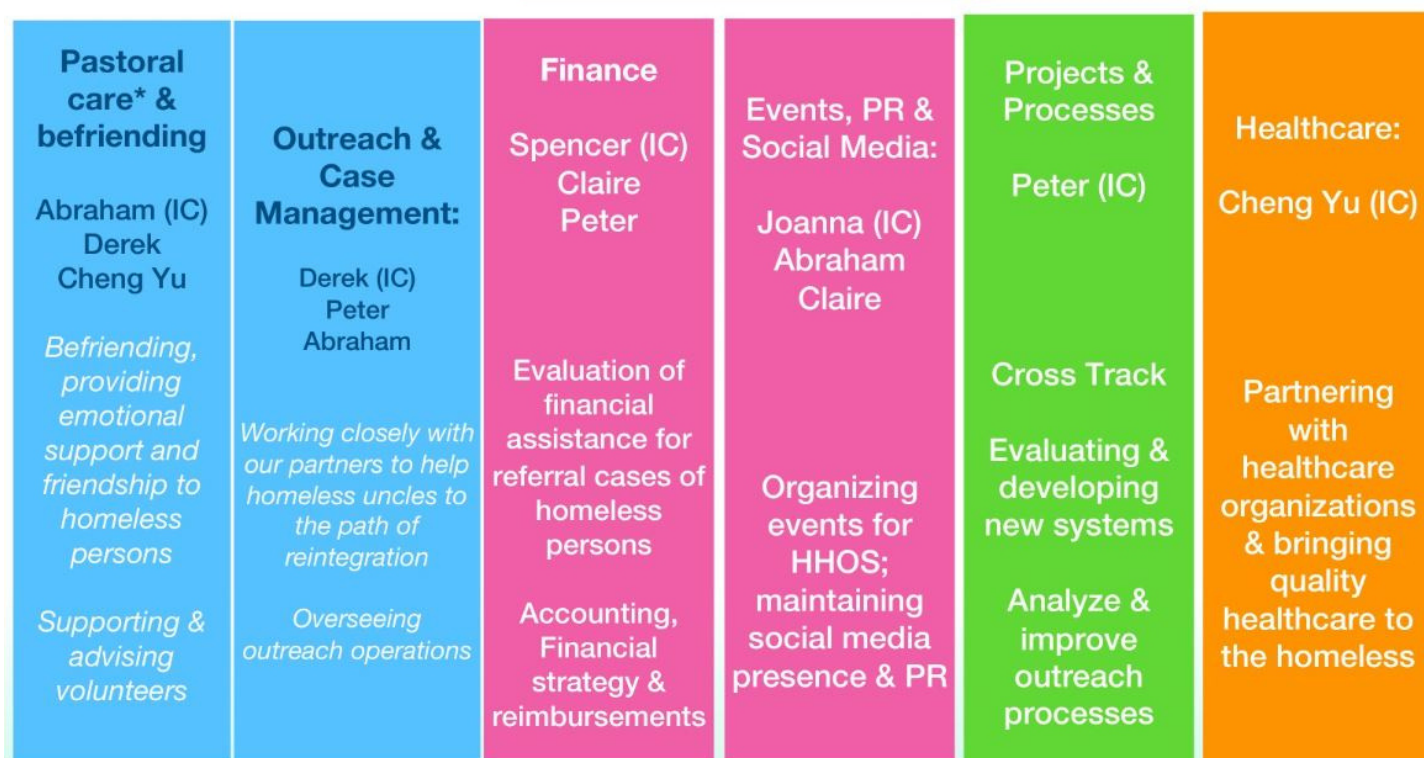 Pastoral
care* &
befriending
Abraham (IC)
Derek
Cheng Yu
Befriending,
providing
emotional
support and
friendship to
homeless
persons
Supporting &
advising
volunteers
Outreach &
Case
Management:
Derek (IC)
Peter
Abraham
Working closely with
our partners to help
homeless uncles to
the path of
reintegration
Overseeing
outreach operations
Finance
Spencer (IC)
Claire
Peter
Evaluation of
financial
assistance for
referral cases of
homeless
persons
Accounting,
Financial
strategy &
reimbursements
Events, PR &
Social Media:
Joanna (IC)
Abraham
Claire
Organizing
events for
HHOS;
maintaining
social media
presence & PR
Projects &
Processes
Peter (IC)
Cross Track
Evaluating &
developing
new systems
Analyze &
improve
outreach
processes
Healthcare:
Cheng Yu (IC)
Partnering
with
healthcare
organizations
& bringing
quality
healthcare to
the homeless